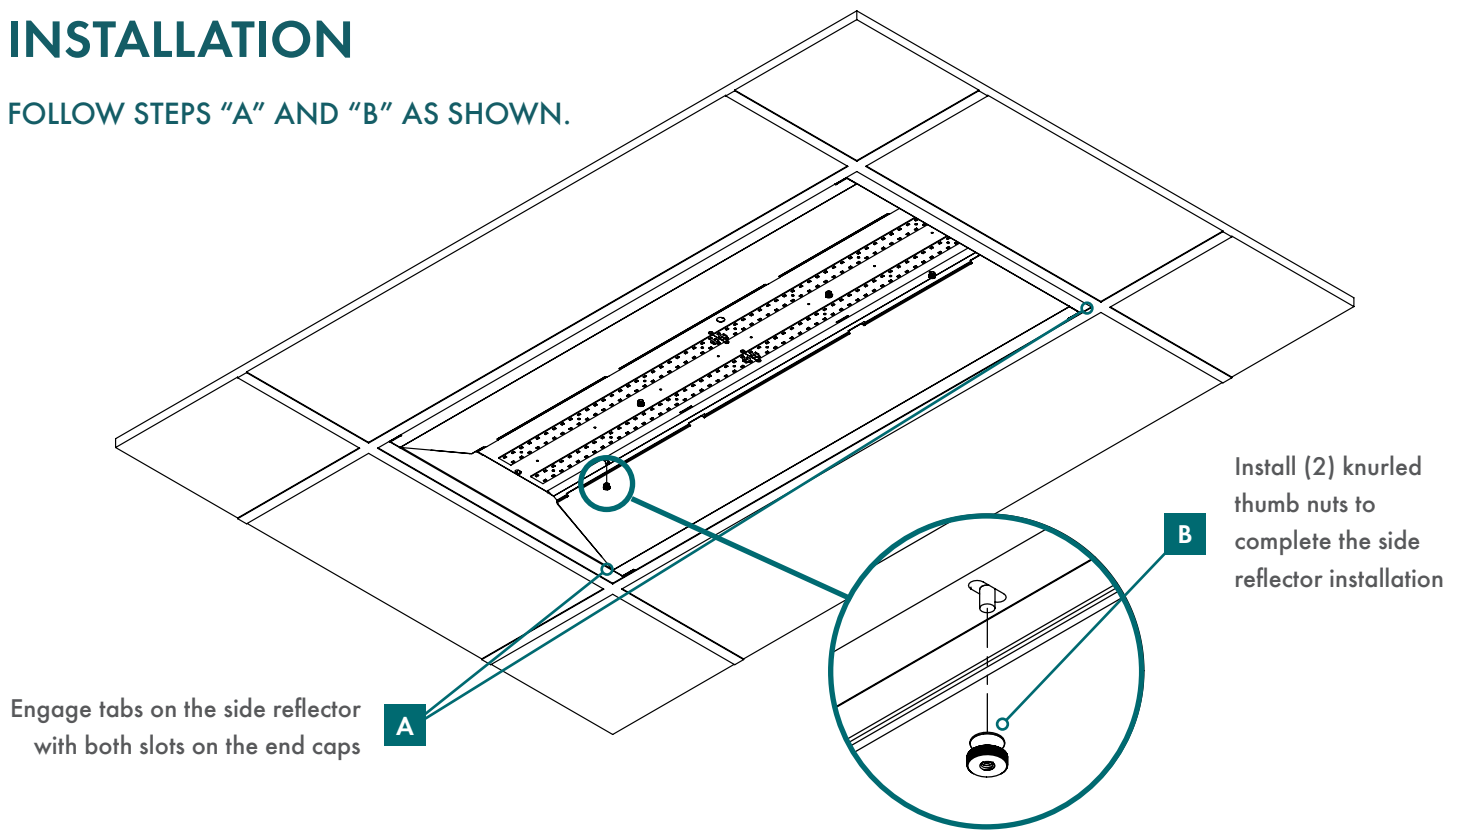 INSTALLATION
FOLLOW STEPS “A” AND “B” AS SHOWN.
Install (2) knurled
thumb nuts to
complete the side
reflector installation
B
Engage tabs on the side reflector
with both slots on the end caps
A